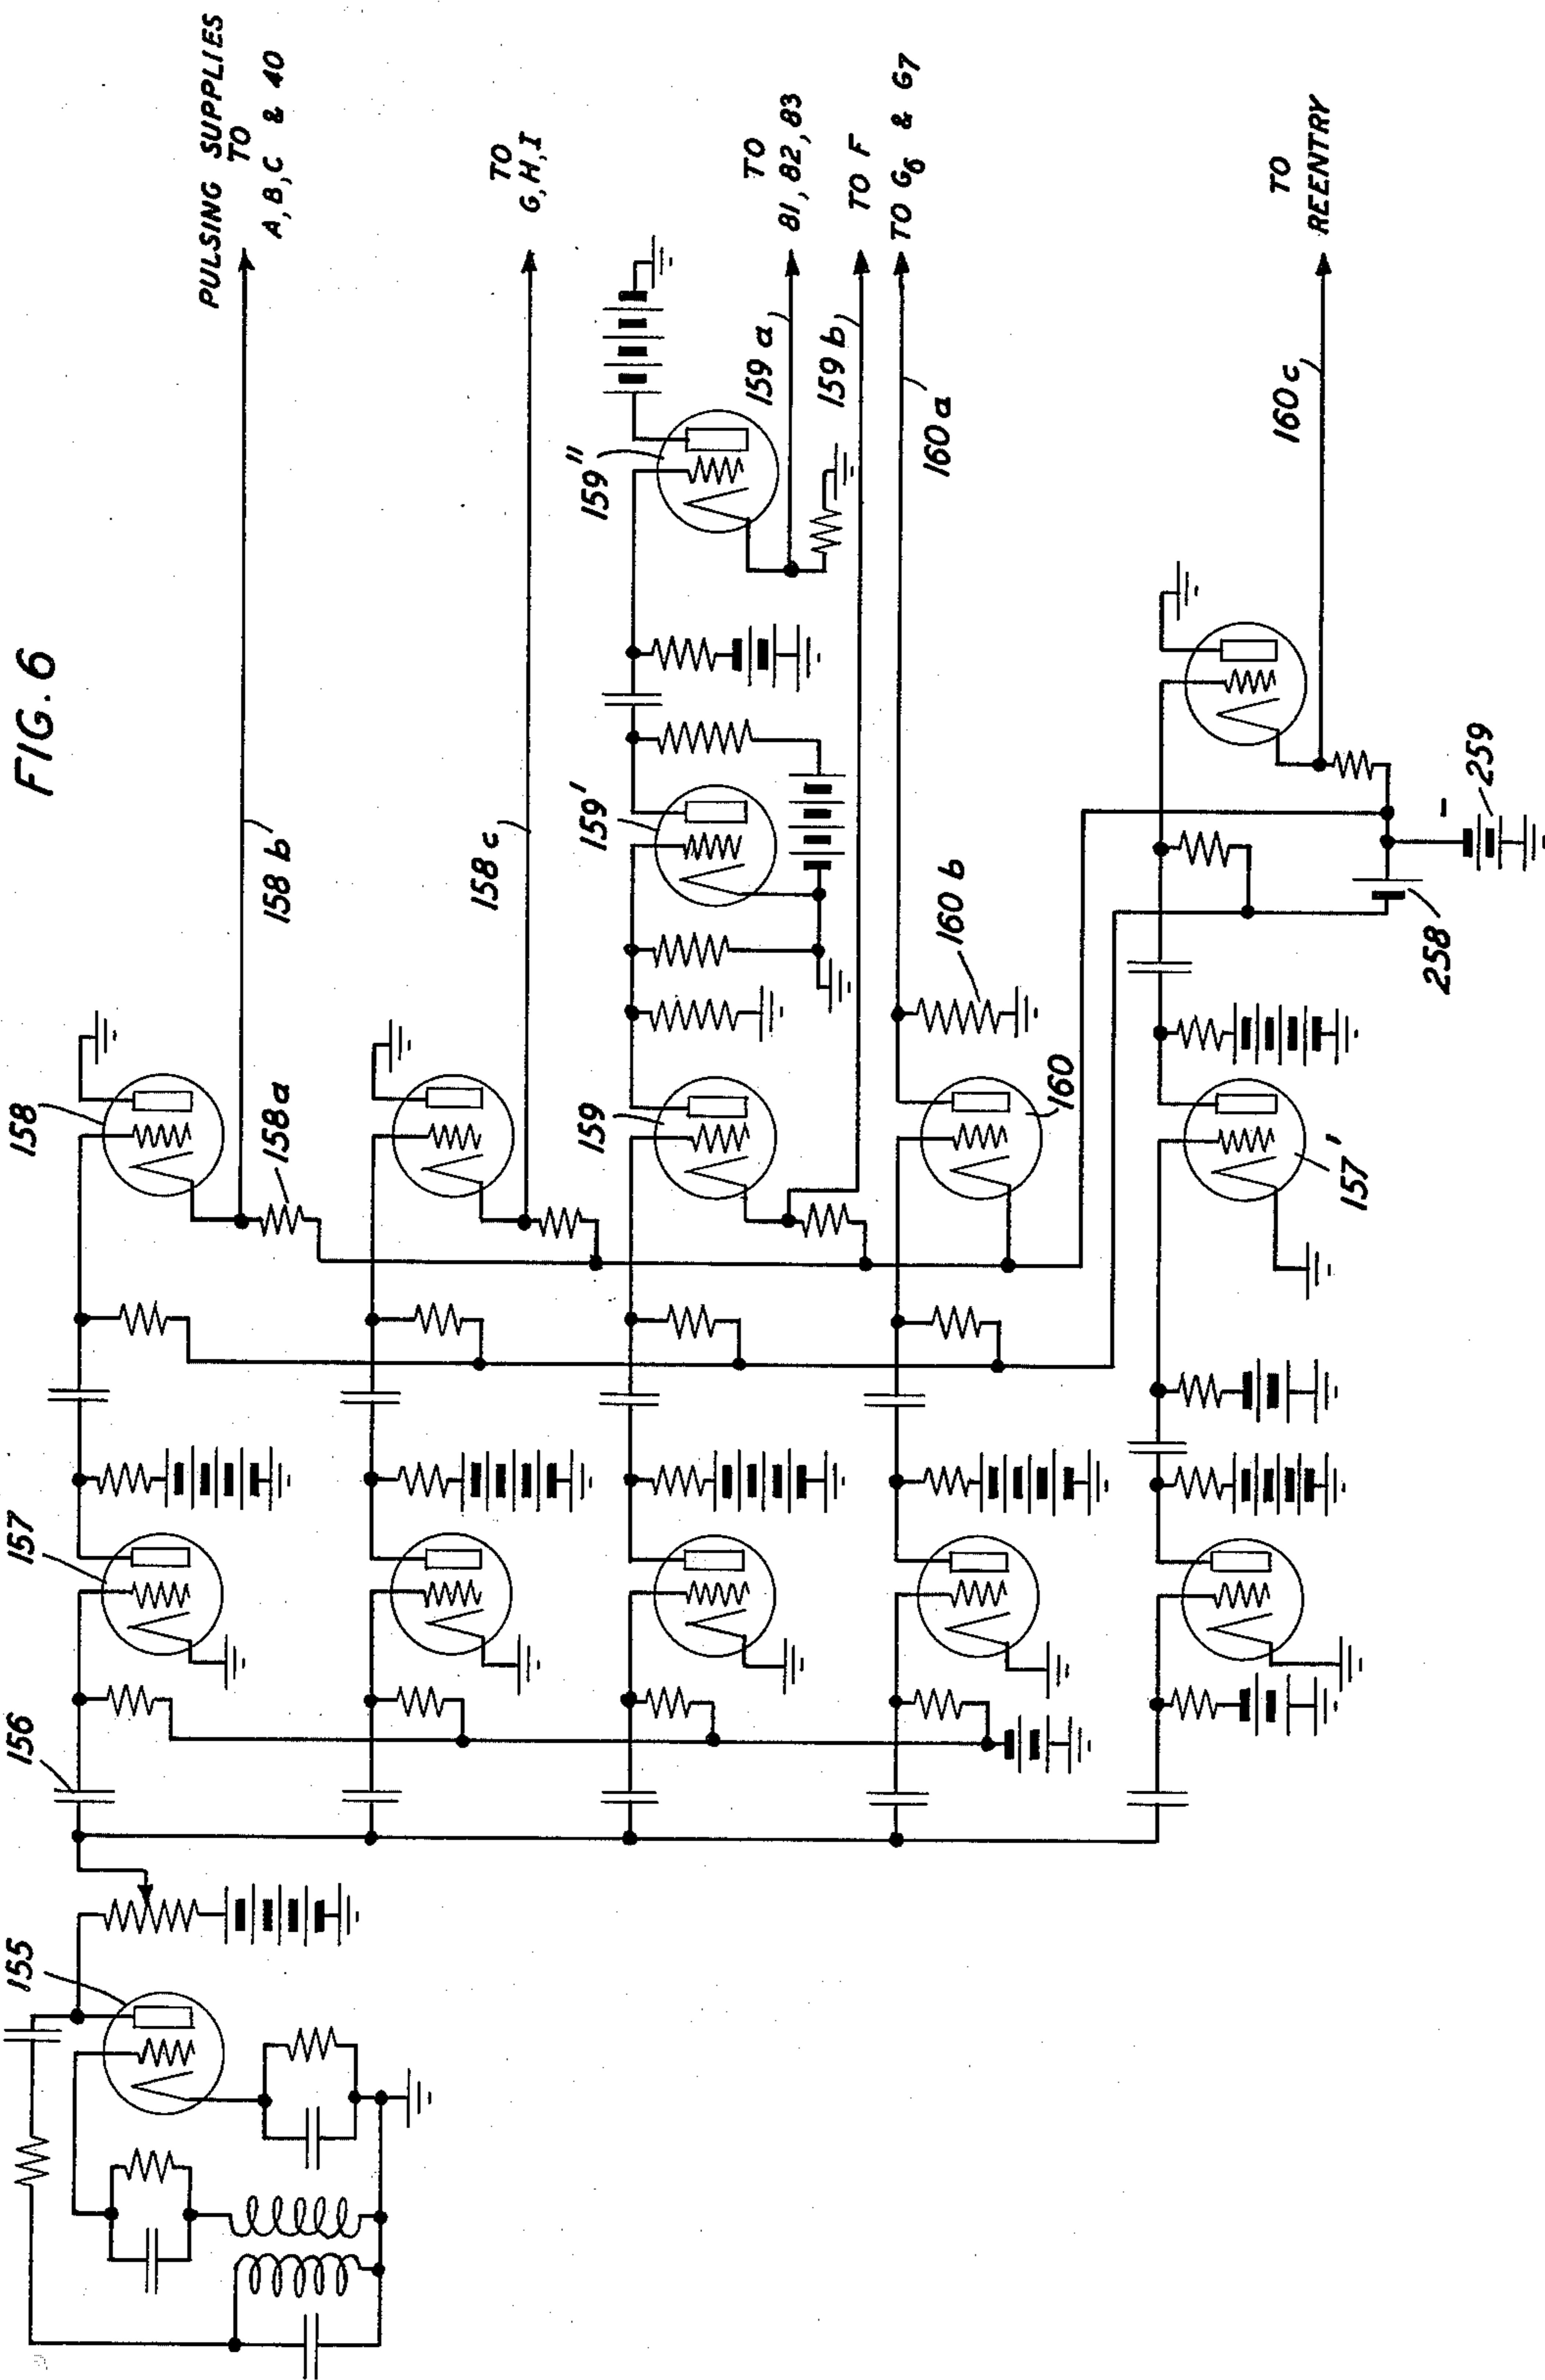 FIG. 6
155
156
157
158
158 a
158 b
PULSING SUPPLIES
TO
A, B, C & 40
158 c
TO
G, H, I
159
159'
159"
159 a
TO
81, 82, 83
159 b
TO F
160
160 b
160 a
TO G6 & G7
157'
160 c
TO
REENTRY
258
-
259